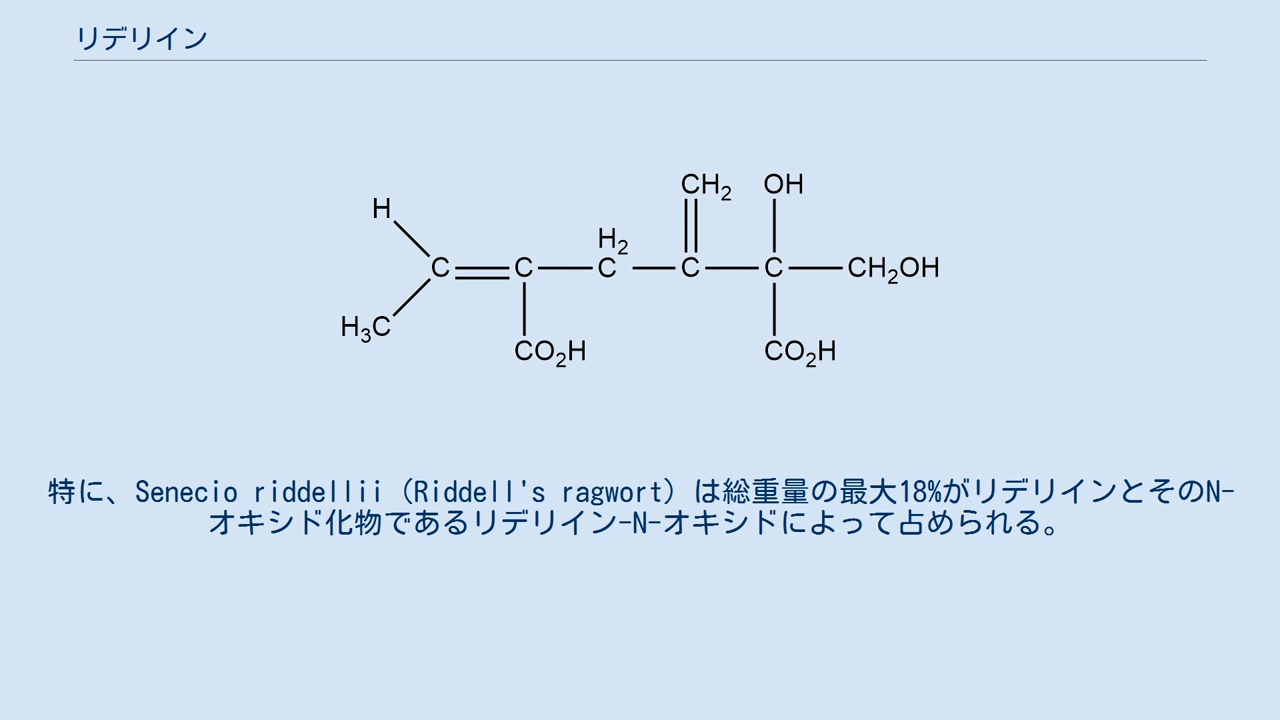 リデリイン
CH2 OH
H
H2
C C C C C CH2OH
H3C
CO2H CO2H
特に、Senecio riddellii (Riddell's ragwort) は総重量の最大18%がリデリインとそのN-
オキシド化物であるリデリイン-N-オキシドによって占められる。